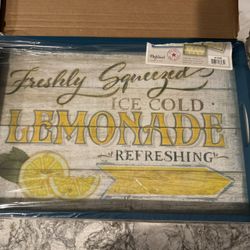 Freshly Squeezed
ICE COLD
LEMONADE
REFRESHING